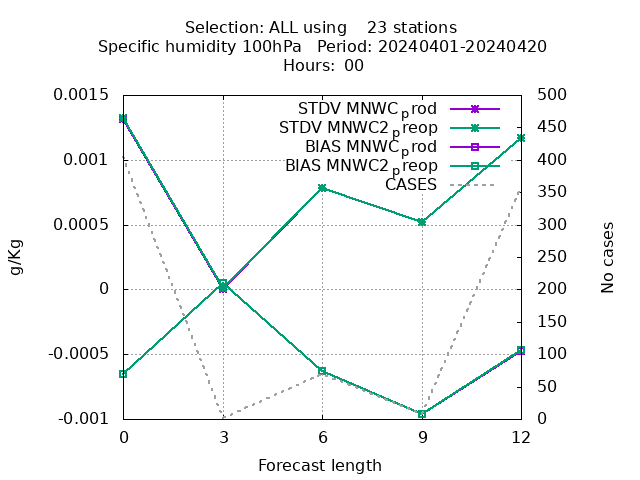 Selection: ALL using    23 stations
Specific humidity 100hPa   Period: 20240401-20240420
Hours: 00
0.0015
0.001
0.0005
0
-0.0005
-0.001
g/Kg
STDV MNWC_prod
STDV MNWC2_preop
BIAS MNWC_prod
BIAS MNWC2_preop
CASES
500
450
400
350
300
250
200
150
100
50
0
No cases
0 3 6 9 12
Forecast length